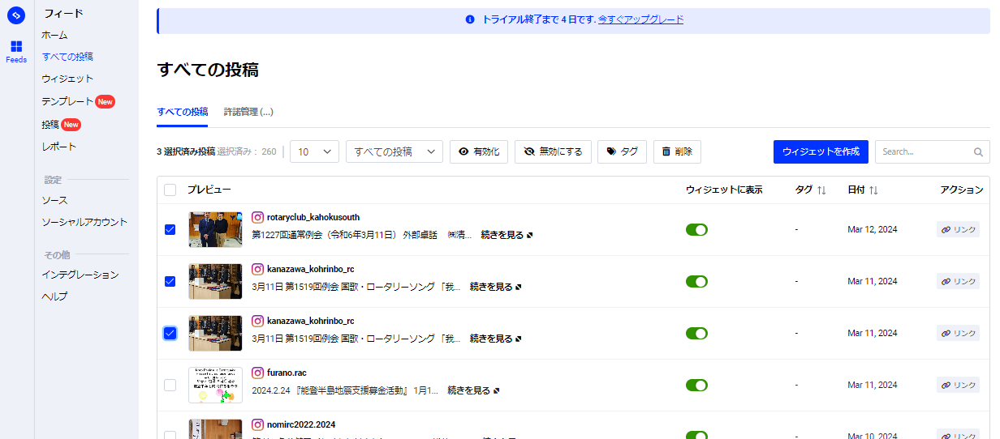 フィード
ホーム
Feeds
すべての投稿
ウィジェット
テンプレート New
投稿 New
レポート
設定
ソース
ソーシャルアカウント
その他
インテグレーション
ヘルプ
トライアル終了まで 4 日です. 今すぐアップグレード
すべての投稿
すべての投稿 許諾管理 (...)
3 選択済み投稿 選択済み： 260 10 すべての投稿 有効化 無効にする タグ 削除 ウィジェットを作成 Search...
プレビュー ウィジェットに表示 タグ 日付 アクション
rotaryclub_kahokusouth
第1227回通常例会（令和6年3月11日） 外部卓話 ㈱清... 続きを見る - Mar 12, 2024 リンク
kanazawa_kohrinbo_rc
3月11日 第1519回例会 国歌・ロータリーソング 「我... 続きを見る - Mar 11, 2024 リンク
kanazawa_kohrinbo_rc
3月11日 第1519回例会 国歌・ロータリーソング 「我... 続きを見る - Mar 11, 2024 リンク
furano.rac
2024.2.24 『能登半島地震支援募金活動』 1月1... 続きを見る - Mar 11, 2024 リンク
nomirc2022.2024
- Mar 10, 2024 リンク